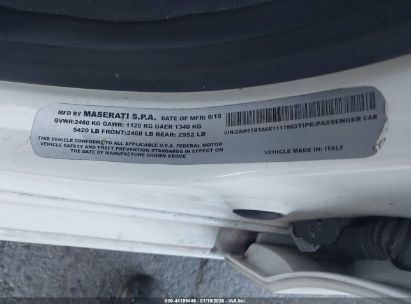 MFD BY MASERATI S.P.A. DATE OF MFR: 9/15
GVWR:2460 KG GAWR: 1120 KG GAER 1340 KG
5420 LB FRONT:2468 LB REAR: 2952 LB
TIPE:PASSENGER CAR
THIS VEHICLE CONFORMS TO ALL APPLICABLE U.S.A. FEDERAL MOTOR
VEHICLE SAFETY AND THEFT PREVENTION STANDARDS IN EFFECT ON
THE DATE OF MANUFACTURE SHOWN ABOVE.
MADE IN: ITALY